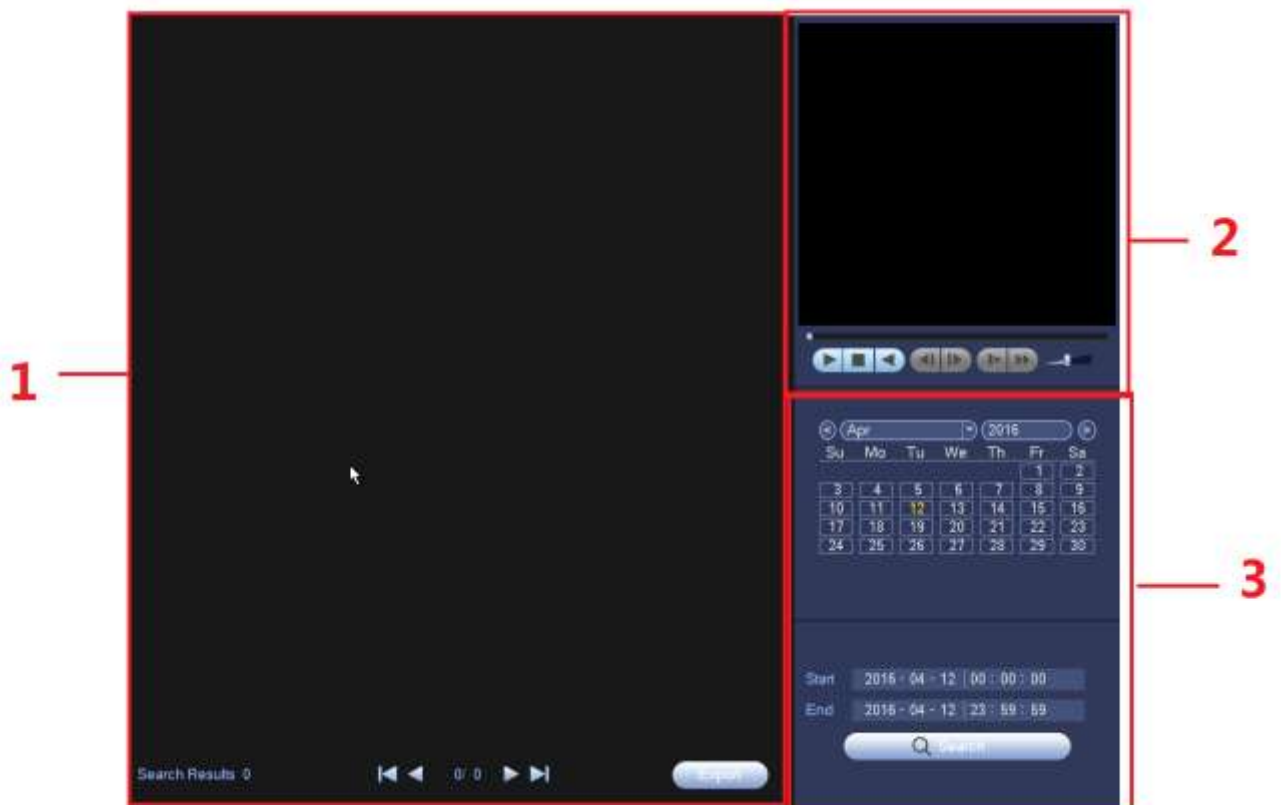 1
Search Results 0
0/ 0
Export
2
Apr 2016
Su Mo Tu We Th Fr Sa
1 2
3 4 5 6 7 8 9
10 11 12 13 14 15 16
17 18 19 20 21 22 23
24 25 26 27 28 29 30
3
Start 2016 - 04 - 12 00 : 00 : 00
End 2016 - 04 - 12 23 : 59 : 59
Search